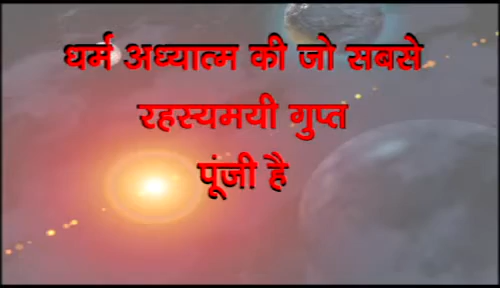 धर्म अध्यात्म की जो सबसे
रहस्यमयी गुप्त
पूंजी है